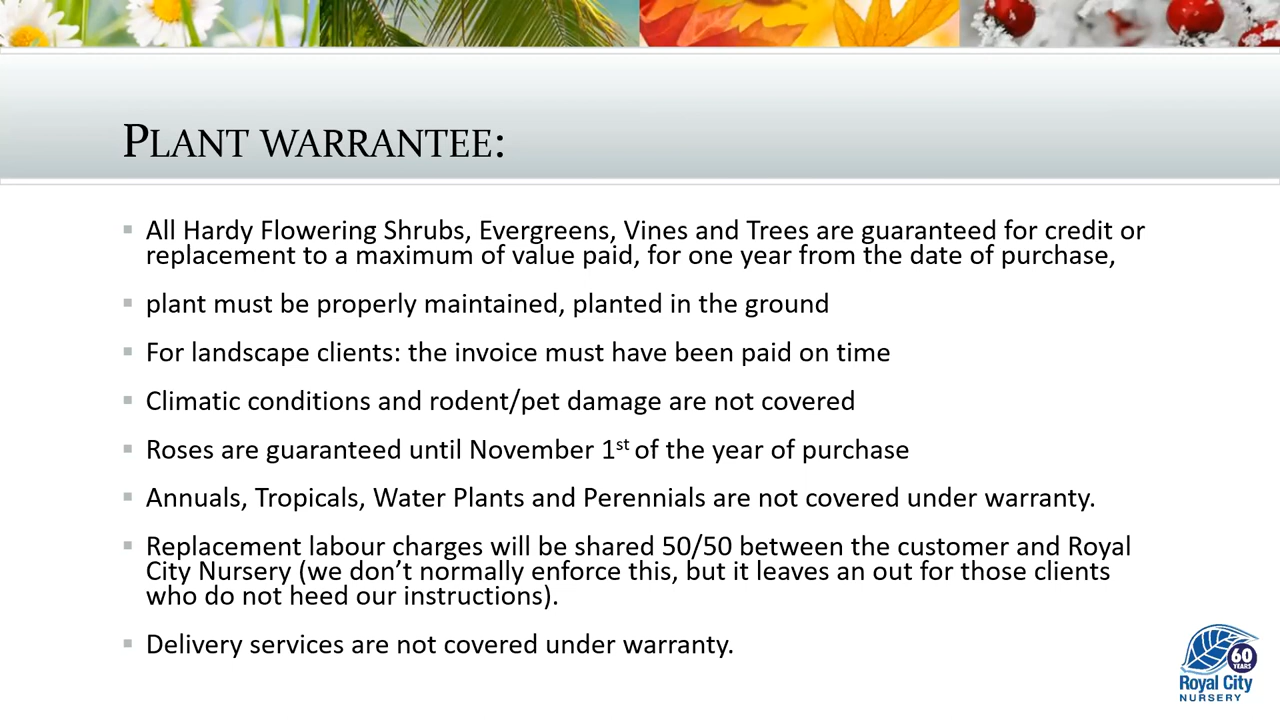 PLANT WARRANTEE:
▪ All Hardy Flowering Shrubs, Evergreens, Vines and Trees are guaranteed for credit or
replacement to a maximum of value paid, for one year from the date of purchase,
▪ plant must be properly maintained, planted in the ground
▪ For landscape clients: the invoice must have been paid on time
▪ Climatic conditions and rodent/pet damage are not covered
▪ Roses are guaranteed until November 1st of the year of purchase
▪ Annuals, Tropicals, Water Plants and Perennials are not covered under warranty.
▪ Replacement labour charges will be shared 50/50 between the customer and Royal
City Nursery (we don’t normally enforce this, but it leaves an out for those clients
who do not heed our instructions).
▪ Delivery services are not covered under warranty.
60
YEARS
Royal City
NURSERY